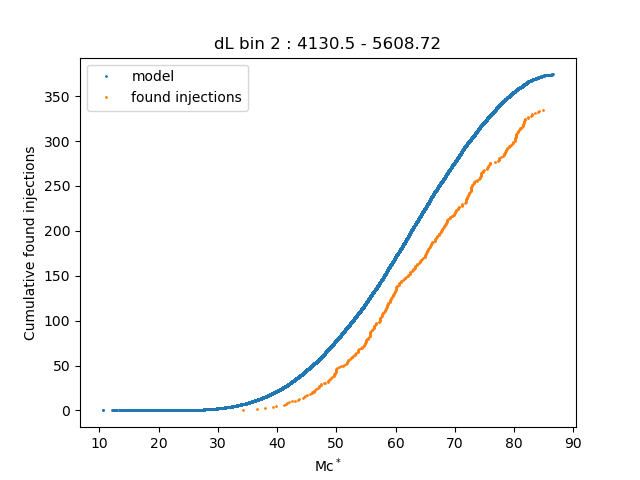 dL bin 2 : 4130.5 - 5608.72
model
found injections
Cumulative found injections
350
300
250
200
150
100
50
0
10 20 30 40 50 60 70 80 90
Mc*